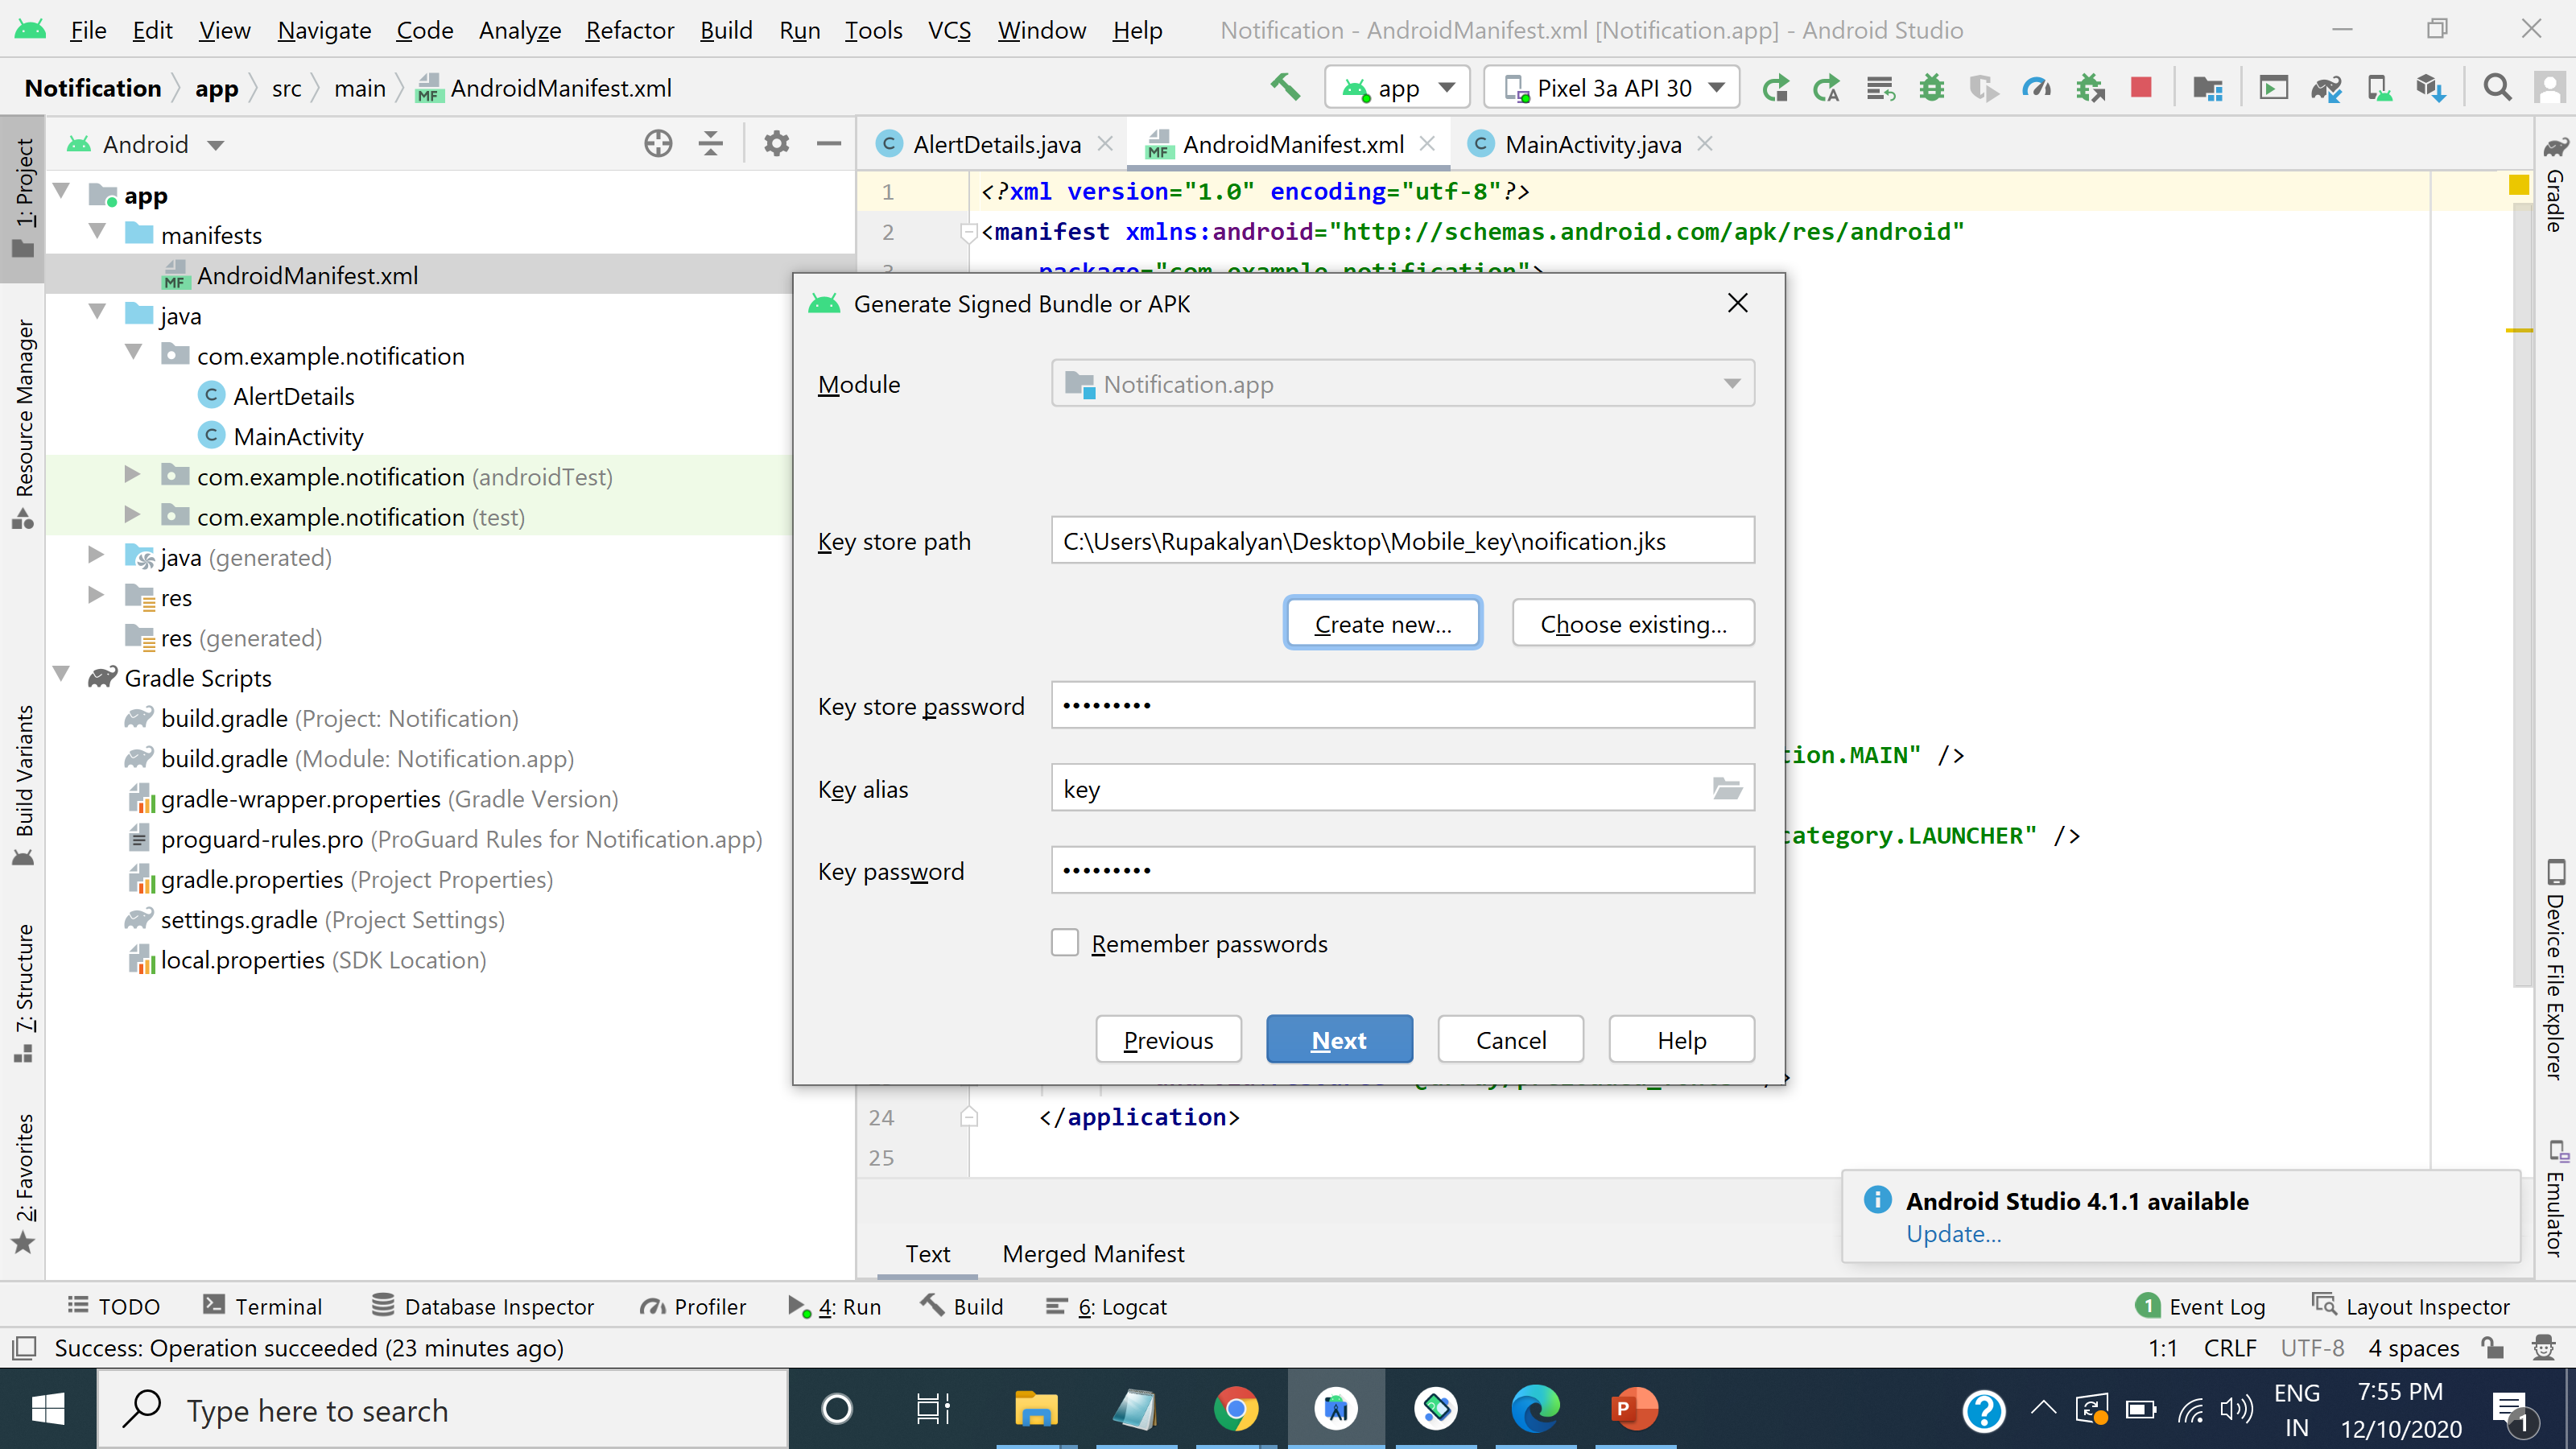 File Edit View Navigate Code Analyze Refactor Build Run Tools VCS Window Help Notification - AndroidManifest.xml [Notification.app] - Android Studio
Notification app src main AndroidManifest.xml app Pixel 3a API 30
1: Project
Resource Manager
Build Variants
7: Structure
2: Favorites
Android
app
manifests
AndroidManifest.xml
java
com.example.notification
AlertDetails
MainActivity
com.example.notification (androidTest)
com.example.notification (test)
java (generated)
res
res (generated)
Gradle Scripts
build.gradle (Project: Notification)
build.gradle (Module: Notification.app)
gradle-wrapper.properties (Gradle Version)
proguard-rules.pro (ProGuard Rules for Notification.app)
gradle.properties (Project Properties)
settings.gradle (Project Settings)
local.properties (SDK Location)
AlertDetails.java AndroidManifest.xml MainActivity.java
1 <?xml version="1.0" encoding="utf-8"?>
2 <manifest xmlns:android="http://schemas.android.com/apk/res/android"
package="com.example.notification">
Generate Signed Bundle or APK
Module Notification.app
Key store path C:\Users\Rupakalyan\Desktop\Mobile_key\noification.jks
Create new... Choose existing...
Key store password •••••••••
Key alias key
Key password •••••••••
Remember passwords
Previous Next Cancel Help
tion.MAIN" />
category.LAUNCHER" />
24 </application>
25
Text Merged Manifest
Android Studio 4.1.1 available
Update...
Gradle
Device File Explorer
Emulator
TODO Terminal Database Inspector Profiler 4: Run Build 6: Logcat 1 Event Log Layout Inspector
Success: Operation succeeded (23 minutes ago) 1:1 CRLF UTF-8 4 spaces
Type here to search
ENG
IN
7:55 PM
12/10/2020
1